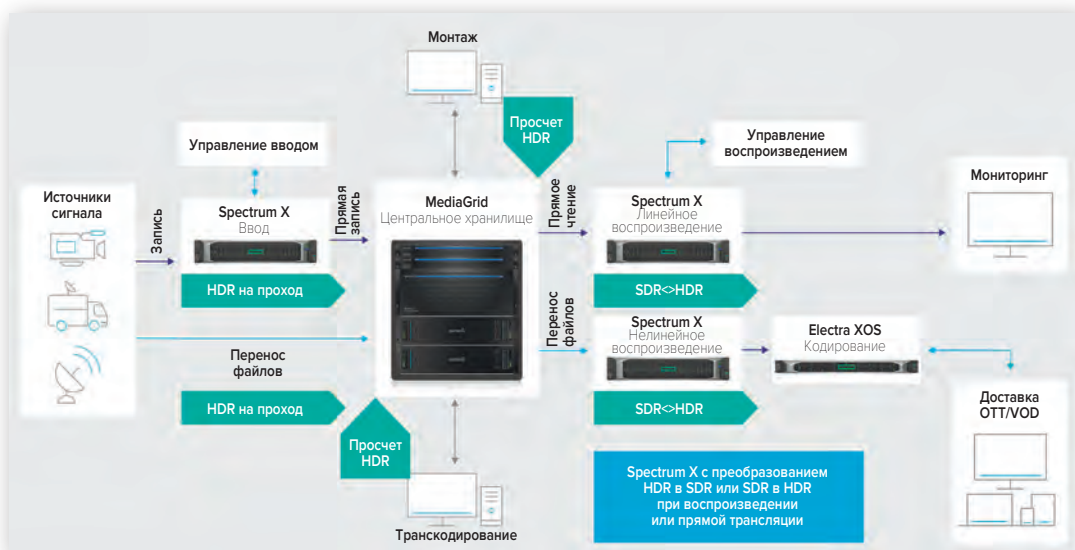 Монтаж
Просчет
HDR
Управление вводом
Управление
воспроизведением
Источники
сигнала
Запись
Spectrum X
Ввод
Прямая
запись
MediaGrid
Центральное хранилище
Прямое
чтение
Spectrum X
Линейное
воспроизведение
Мониторинг
HDR на проход
SDR<>HDR
Перенос
файлов
Перенос
файлов
Spectrum X
Нелинейное
воспроизведение
Electra XOS
Кодирование
HDR на проход
SDR<>HDR
Доставка
OTT/VOD
Просчет
HDR
Транскодирование
Spectrum X с преобразованием
HDR в SDR или SDR в HDR
при воспроизведении
или прямой трансляции